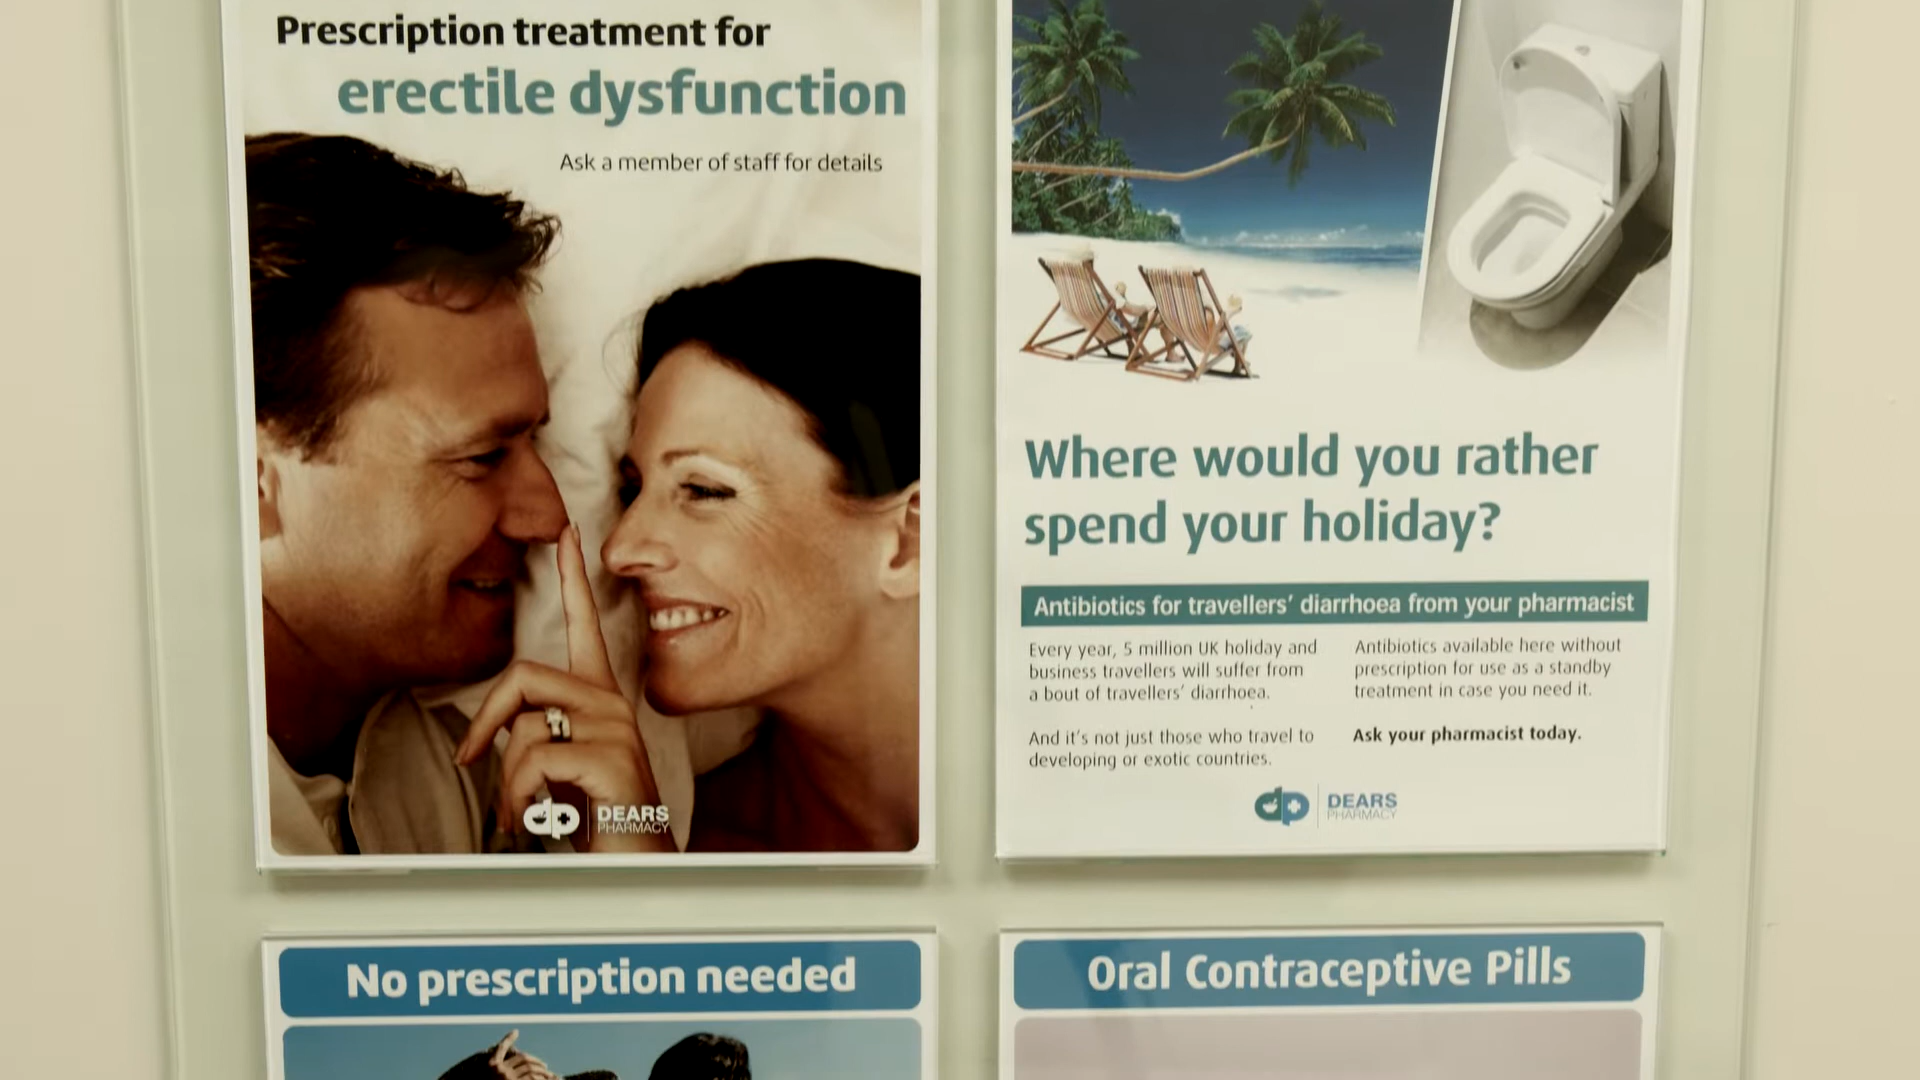 Prescription treatment for
erectile dysfunction
Ask a member of staff for details
dp DEARS
PHARMACY
Where would you rather
spend your holiday?
Antibiotics for travellers' diarrhoea from your pharmacist
Every year, 5 million UK holiday and
business travellers will suffer from
a bout of travellers' diarrhoea.
And it's not just those who travel to
developing or exotic countries.
Antibiotics available here without
prescription for use as a standby
treatment in case you need it.
Ask your pharmacist today.
dp DEARS
PHARMACY
No prescription needed
Oral Contraceptive Pills